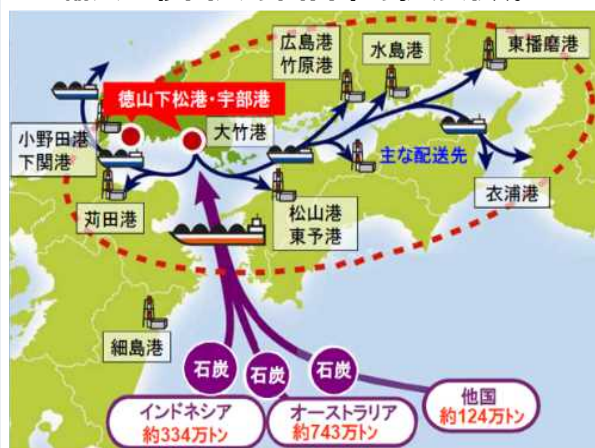 広島港
竹原港
水島港
東播磨港
徳山下松港・宇部港
大竹港
小野田港
下関港
主な配送先
衣浦港
苅田港
松山港
東予港
細島港
石炭
石炭
石炭
インドネシア
約334万トン
オーストラリア
約743万トン
他国
約124万トン